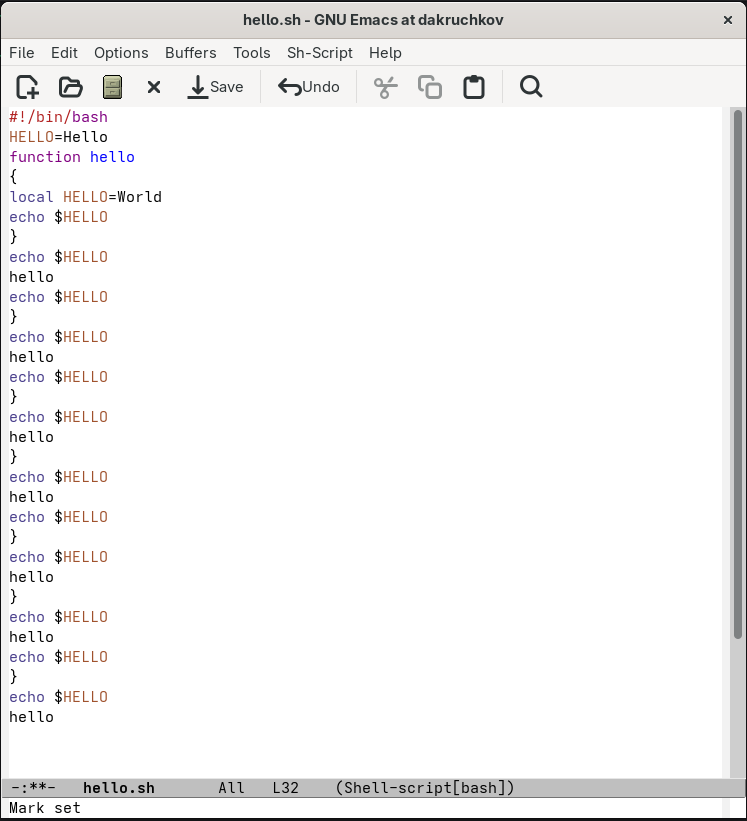 hello.sh - GNU Emacs at dakruchkov
File Edit Options Buffers Tools Sh-Script Help
Save Undo
#!/bin/bash
HELLO=Hello
function hello
{
local HELLO=World
echo $HELLO
}
echo $HELLO
hello
echo $HELLO
}
echo $HELLO
hello
echo $HELLO
}
echo $HELLO
hello
}
echo $HELLO
hello
echo $HELLO
}
echo $HELLO
hello
}
echo $HELLO
hello
echo $HELLO
}
echo $HELLO
hello
-:**- hello.sh All L32 (Shell-script[bash])
Mark set